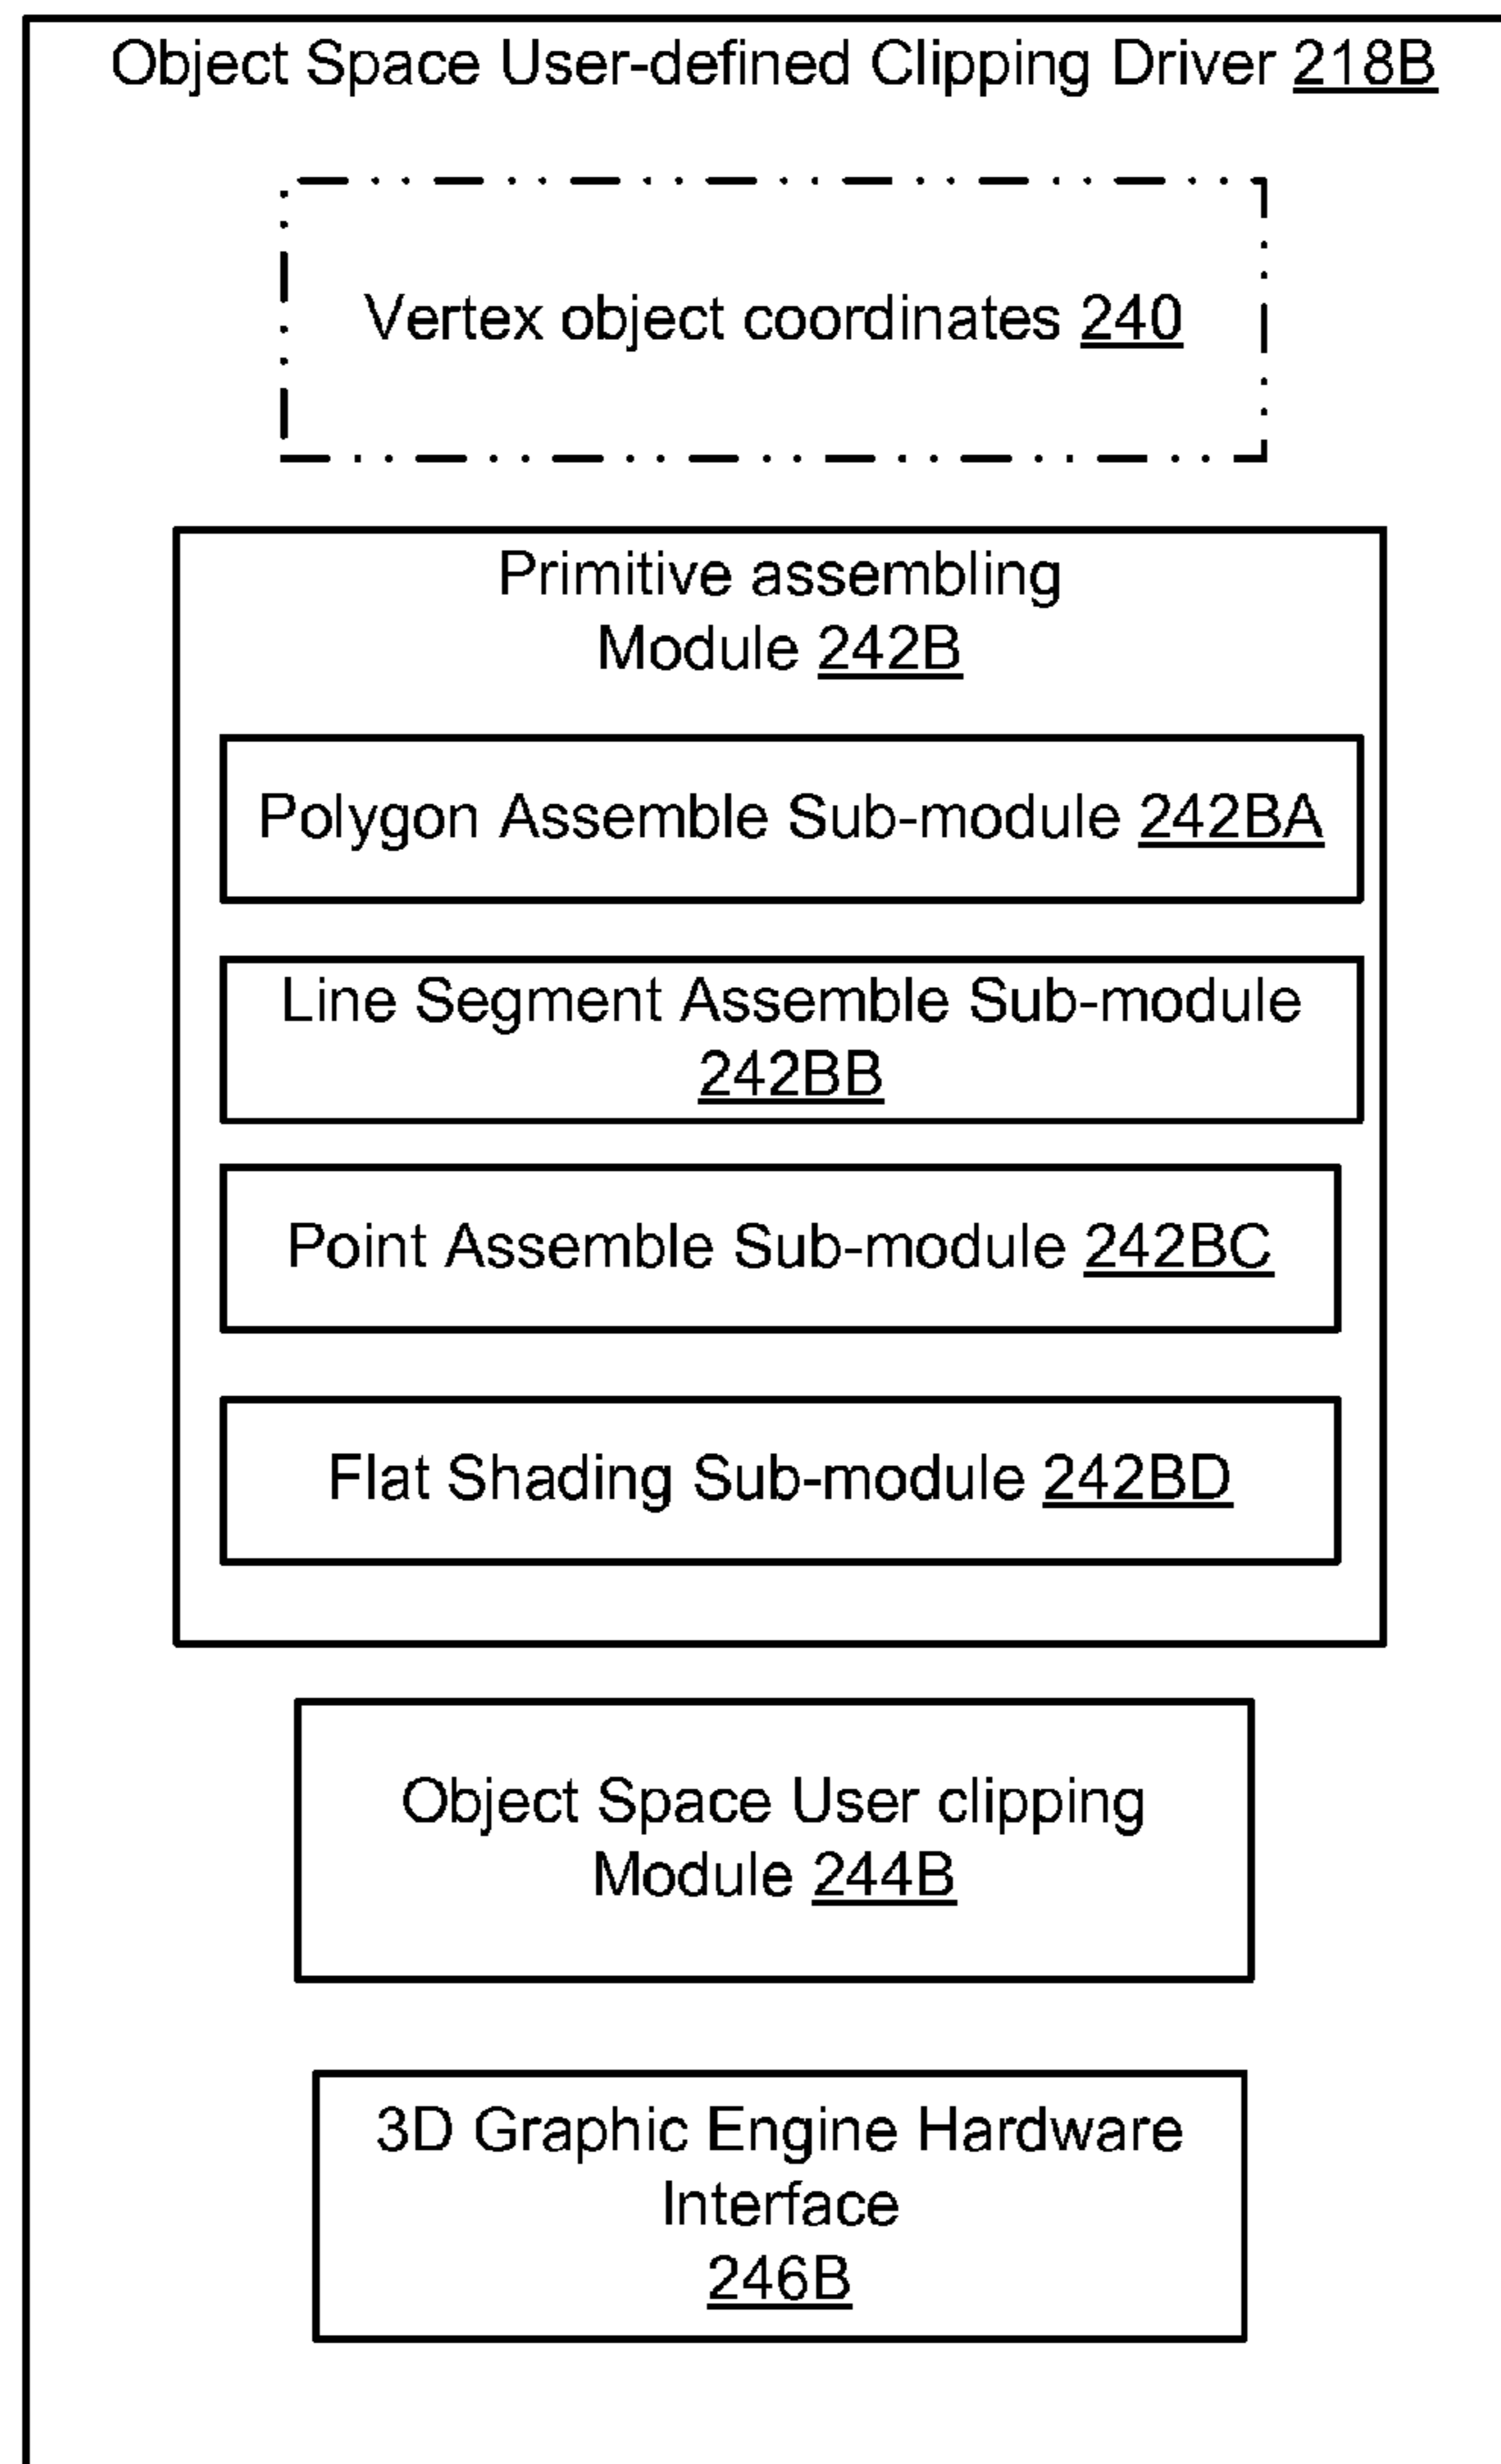 Object Space User-defined Clipping Driver 218B
Vertex object coordinates 240
Primitive assembling
Module 242B
Polygon Assemble Sub-module 242BA
Line Segment Assemble Sub-module
242BB
Point Assemble Sub-module 242BC
Flat Shading Sub-module 242BD
Object Space User clipping
Module 244B
3D Graphic Engine Hardware
Interface
246B